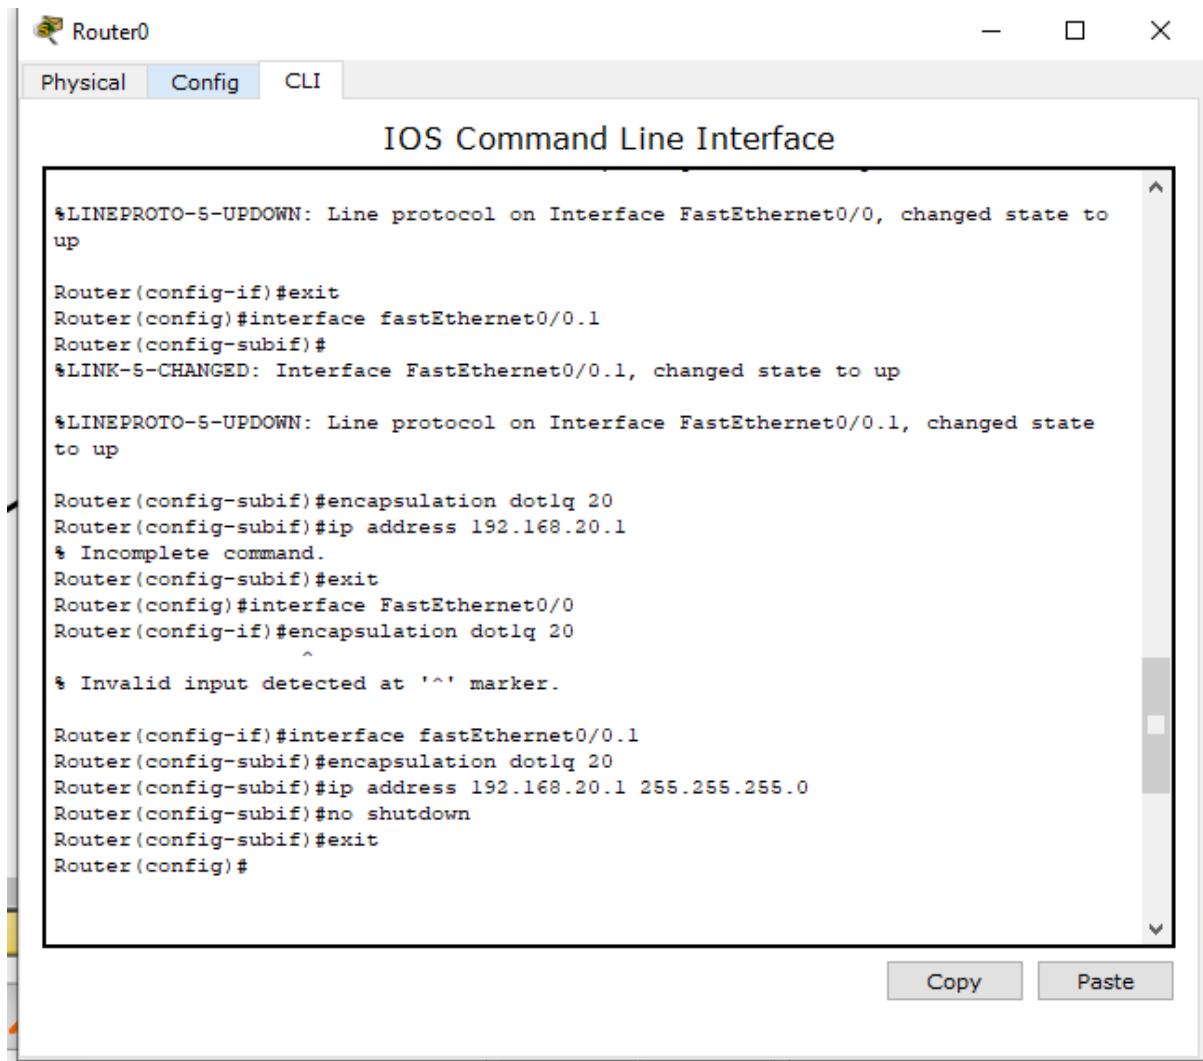 Router0
Physical Config CLI
IOS Command Line Interface
%LINEPROTO-5-UPDOWN: Line protocol on Interface FastEthernet0/0, changed state to
up
Router(config-if)#exit
Router(config)#interface fastEthernet0/0.1
Router(config-subif)#
%LINK-5-CHANGED: Interface FastEthernet0/0.1, changed state to up
%LINEPROTO-5-UPDOWN: Line protocol on Interface FastEthernet0/0.1, changed state
to up
Router(config-subif)#encapsulation dot1q 20
Router(config-subif)#ip address 192.168.20.1
% Incomplete command.
Router(config-subif)#exit
Router(config)#interface FastEthernet0/0
Router(config-if)#encapsulation dot1q 20
^
% Invalid input detected at '^' marker.
Router(config-if)#interface fastEthernet0/0.1
Router(config-subif)#encapsulation dot1q 20
Router(config-subif)#ip address 192.168.20.1 255.255.255.0
Router(config-subif)#no shutdown
Router(config-subif)#exit
Router(config)#
Copy Paste